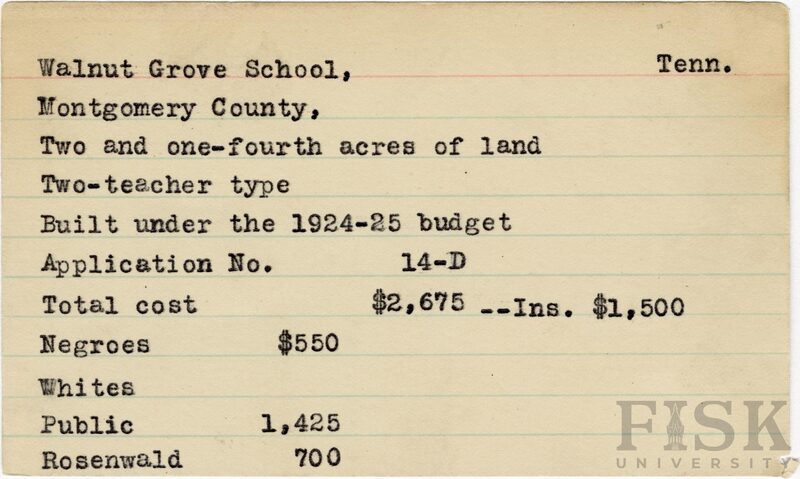 Walnut Grove School, Tenn.
Montgomery County,
Two and one-fourth acres of land
Two-teacher type
Built under the 1924-25 budget
Application No. 14-D
Total cost $2,675 --Ins. $1,500
Negroes $550
Whites
Public 1,425
Rosenwald 700
FISK
UNIVERSITY